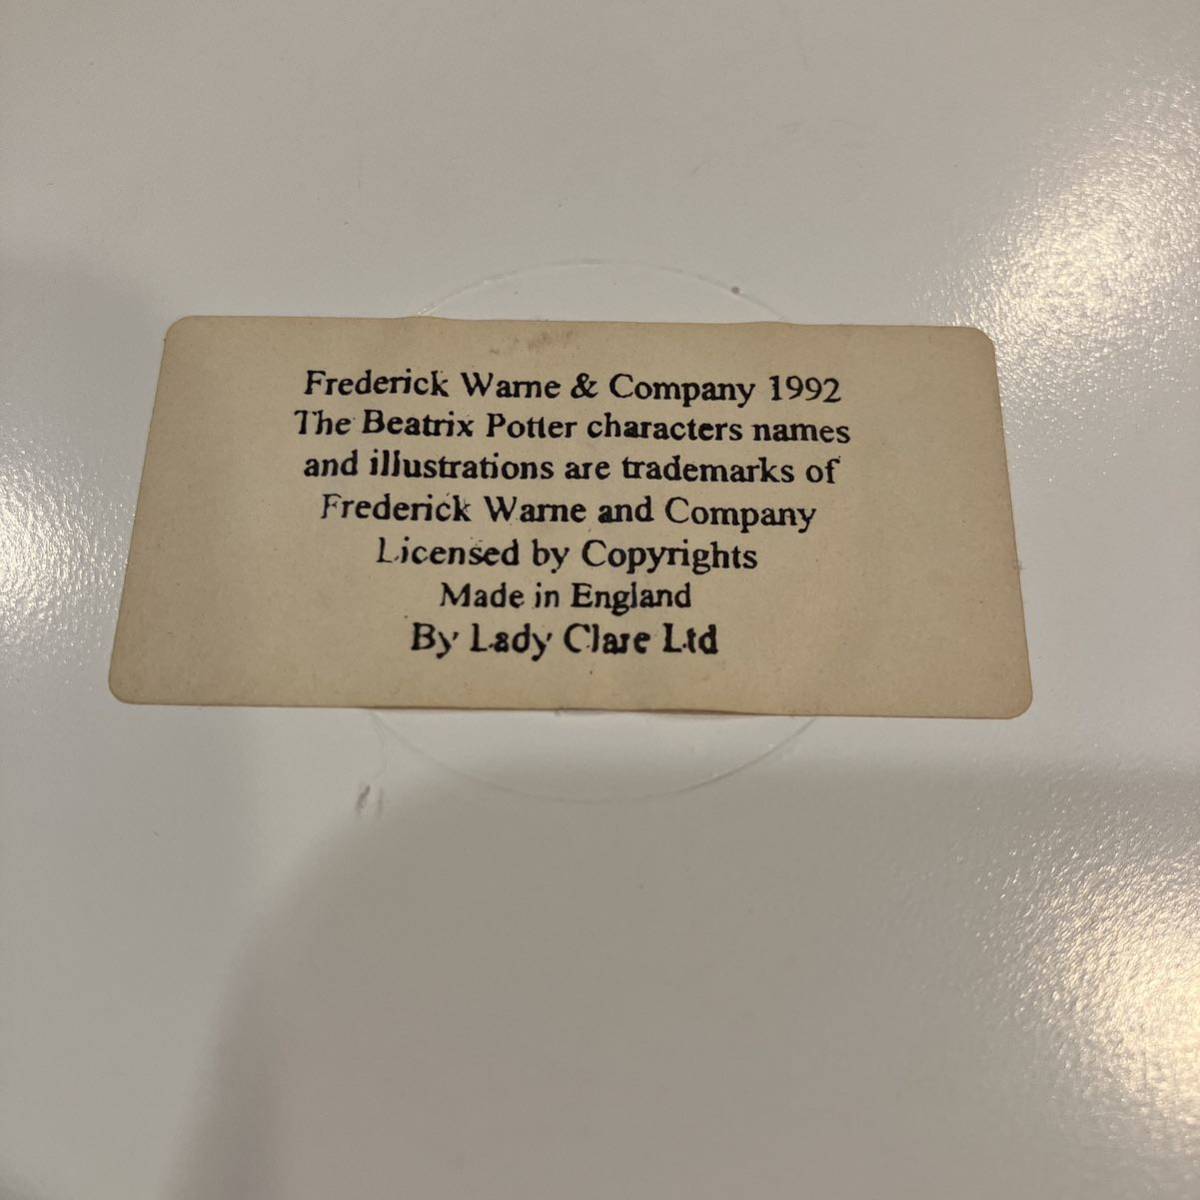 Frederick Warne & Company 1992
The Beatrix Potter characters names
and illustrations are trademarks of
Frederick Warne and Company
Licensed by Copyrights
Made in England
By Lady Clare Ltd